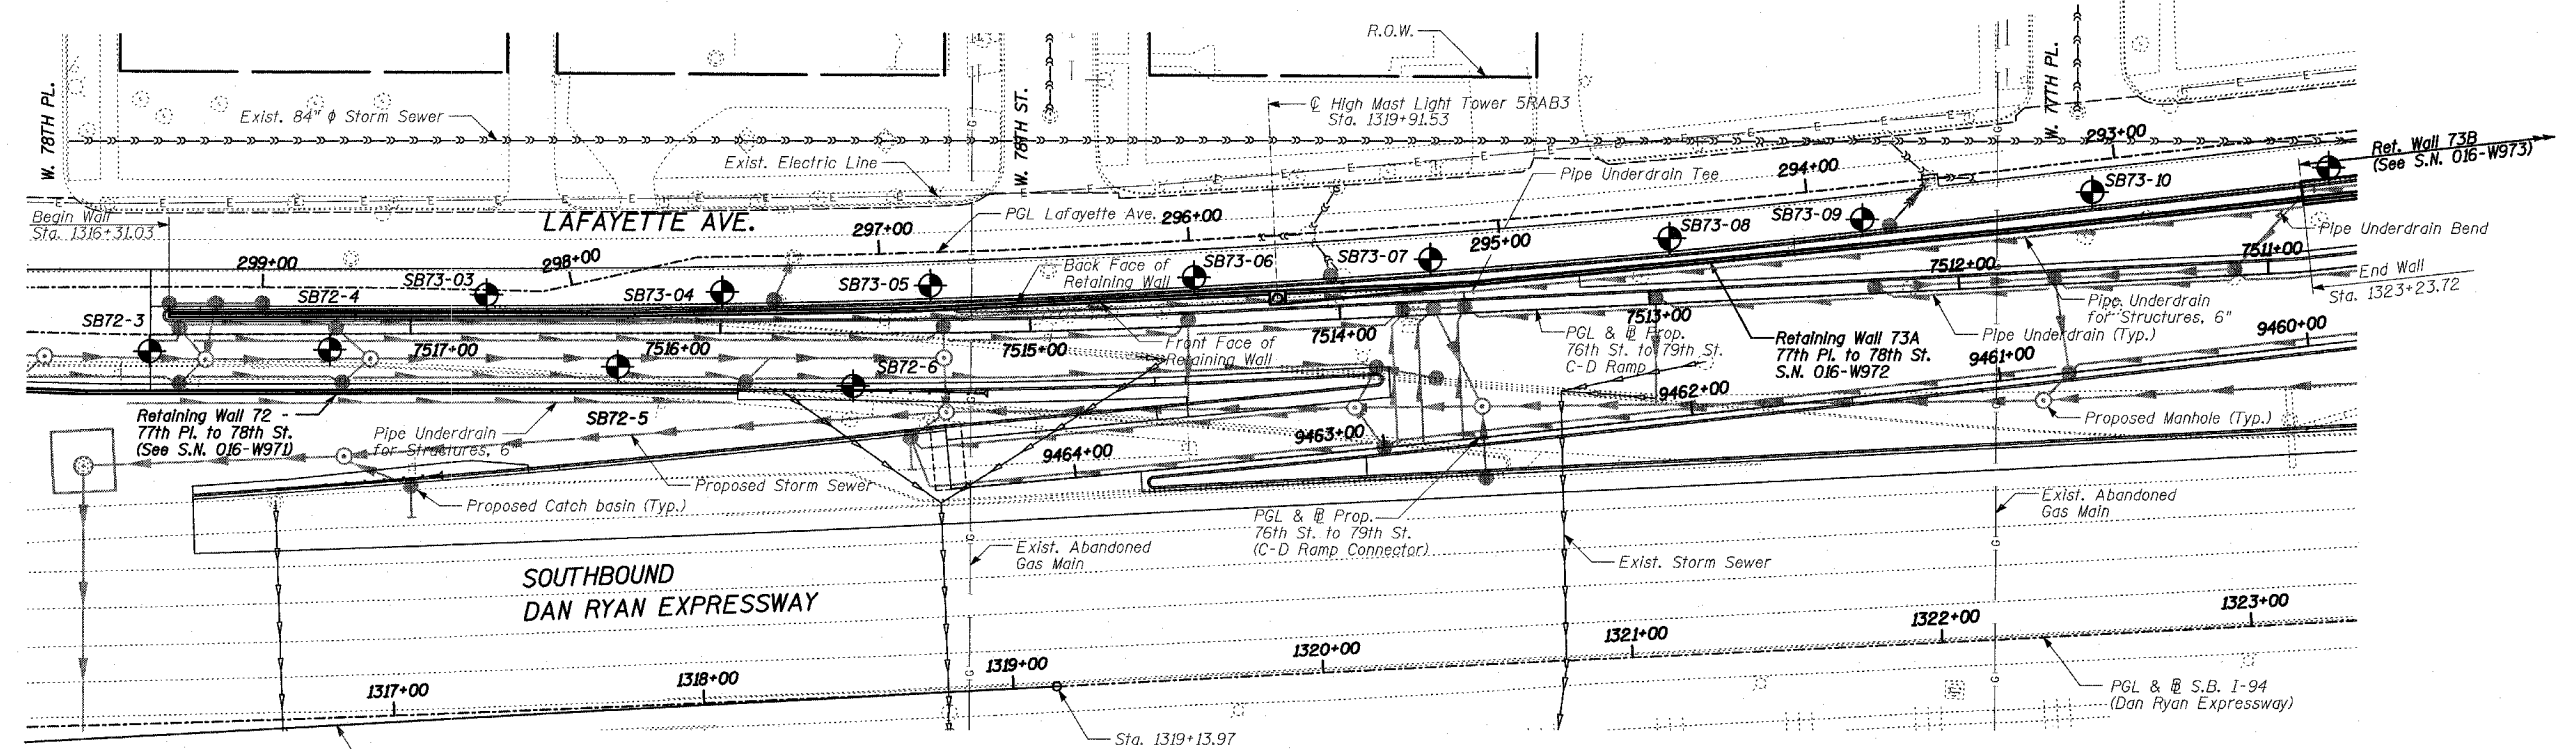 R.O.W.
W. 78TH PL.
W. 78TH ST.
W. 77TH PL.
Exist. 84" ϕ Storm Sewer
℄ High Mast Light Tower 5RAB3
Sta. 1319+91.53
Exist. Electric Line
Pipe Underdrain Tee
293+00
Ret. Wall 73B
(See S.N. 016-W973)
294+00
SB73-10
Begin Wall
Sta. 1316+31.03
LAFAYETTE AVE.
PGL Lafayette Ave.
296+00
297+00
SB73-09
SB73-08
Pipe Underdrain Bend
295+00
299+00
298+00
SB73-03
SB73-04
SB73-05
Back Face of
Retaining Wall
SB73-06
SB73-07
7512+00
7511+00
End Wall
Sta. 1323+23.72
SB72-4
SB72-3
7517+00
7516+00
7515+00
Front Face of
Retaining Wall
7514+00
7513+00
PGL & ⅊ Prop.
76th St. to 79th St.
C-D Ramp
Retaining Wall 73A
77th Pl. to 78th St.
S.N. 016-W972
Pipe Underdrain
for Structures, 6"
Pipe Underdrain (Typ.)
9460+00
9461+00
SB72-6
9462+00
Retaining Wall 72
77th Pl. to 78th St.
(See S.N. 016-W971)
Pipe Underdrain
for Structures, 6"
SB72-5
9463+00
Proposed Manhole (Typ.)
9464+00
Proposed Storm Sewer
Proposed Catch basin (Typ.)
PGL & ⅊ Prop.
76th St. to 79th St.
(C-D Ramp Connector)
Exist. Abandoned
Gas Main
Exist. Abandoned
Gas Main
Exist. Storm Sewer
SOUTHBOUND
DAN RYAN EXPRESSWAY
1317+00
1318+00
1319+00
1320+00
1321+00
1322+00
1323+00
PGL & ⅊ S.B. I-94
(Dan Ryan Expressway)
Sta. 1319+13.97